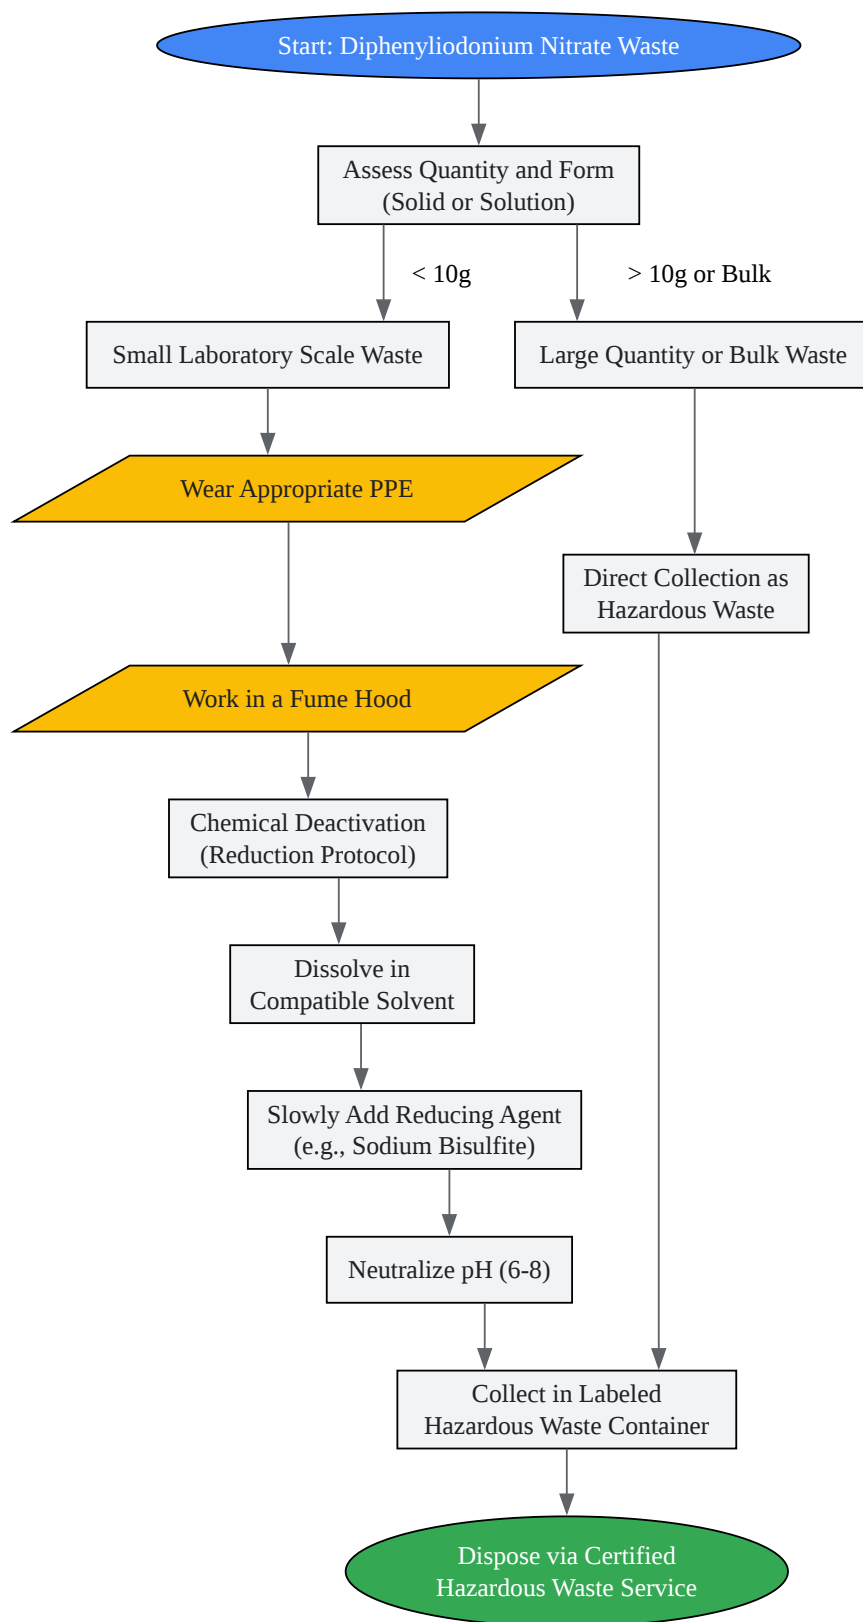 Start: Diphenyliodonium Nitrate Waste
Assess Quantity and Form
(Solid or Solution)
< 10g
> 10g or Bulk
Small Laboratory Scale Waste
Large Quantity or Bulk Waste
Wear Appropriate PPE
Direct Collection as
Hazardous Waste
Work in a Fume Hood
Chemical Deactivation
(Reduction Protocol)
Dissolve in
Compatible Solvent
Slowly Add Reducing Agent
(e.g., Sodium Bisulfite)
Neutralize pH (6-8)
Collect in Labeled
Hazardous Waste Container
Dispose via Certified
Hazardous Waste Service